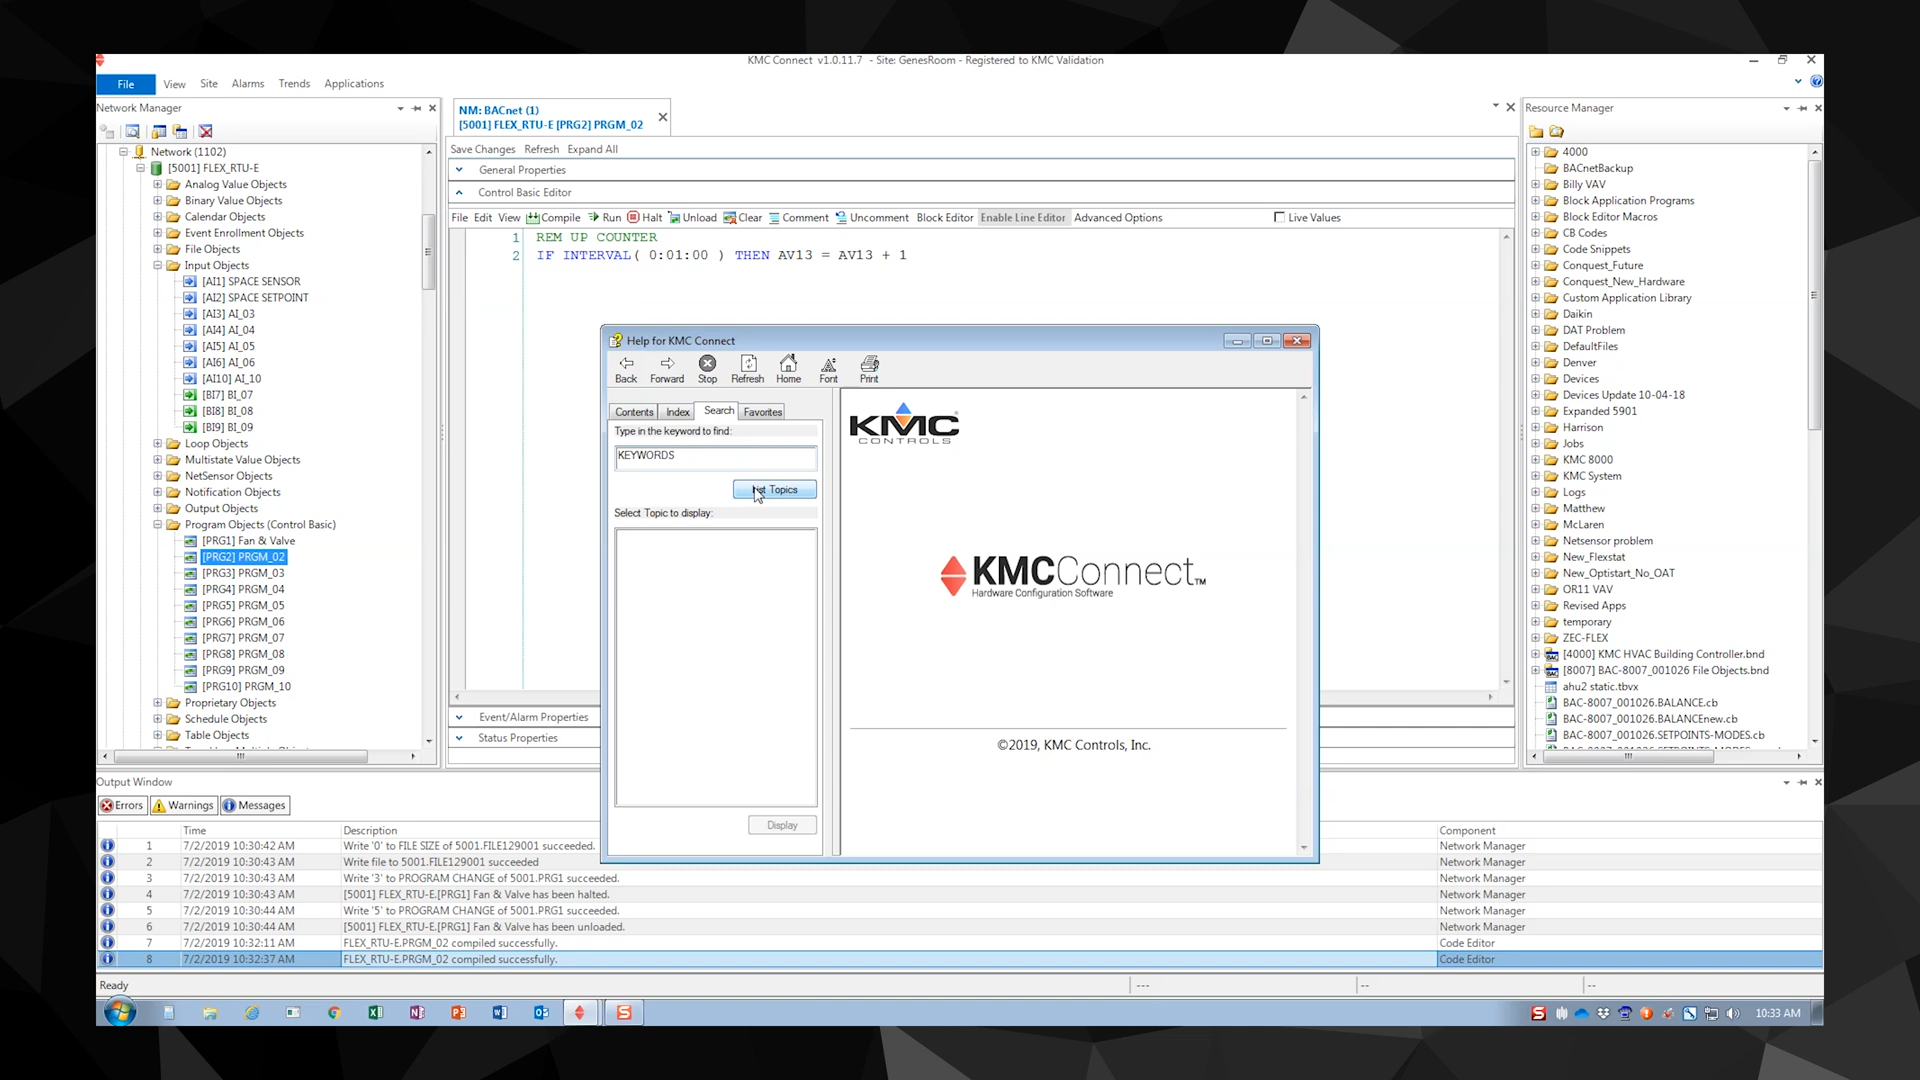 KMC Connect v1.0.11.7 - Site: GenesRoom - Registered to KMC Validation
File View Site Alarms Trends Applications
Network Manager
Network (1102)
[5001] FLEX_RTU-E
Analog Value Objects
Binary Value Objects
Calendar Objects
Event Enrollment Objects
File Objects
Input Objects
[AI1] SPACE SENSOR
[AI2] SPACE SETPOINT
[AI3] AI_03
[AI4] AI_04
[AI5] AI_05
[AI6] AI_06
[AI10] AI_10
[BI7] BI_07
[BI8] BI_08
[BI9] BI_09
Loop Objects
Multistate Value Objects
NetSensor Objects
Notification Objects
Output Objects
Program Objects (Control Basic)
[PRG1] Fan & Valve
[PRG2] PRGM_02
[PRG3] PRGM_03
[PRG4] PRGM_04
[PRG5] PRGM_05
[PRG6] PRGM_06
[PRG7] PRGM_07
[PRG8] PRGM_08
[PRG9] PRGM_09
[PRG10] PRGM_10
Proprietary Objects
Schedule Objects
Table Objects
NM: BACnet (1)
[5001] FLEX_RTU-E [PRG2] PRGM_02
Save Changes Refresh Expand All
General Properties
Control Basic Editor
File Edit View Compile Run Halt Unload Clear Comment Uncomment Block Editor Enable Line Editor Advanced Options Live Values
1 REM UP COUNTER
2 IF INTERVAL( 0:01:00 ) THEN AV13 = AV13 + 1
Event/Alarm Properties
Status Properties
Help for KMC Connect
Back Forward Stop Refresh Home Font Print
Contents Index Search Favorites
Type in the keyword to find:
KEYWORDS
Topics
Select Topic to display:
Display
KMC
CONTROLS
KMCConnect™
Hardware Configuration Software
©2019, KMC Controls, Inc.
Resource Manager
4000
BACnetBackup
Billy VAV
Block Application Programs
Block Editor Macros
CB Codes
Code Snippets
Conquest_Future
Conquest_New_Hardware
Custom Application Library
Daikin
DAT Problem
DefaultFiles
Denver
Devices
Devices Update 10-04-18
Expanded 5901
Harrison
Jobs
KMC 8000
KMC System
Logs
Matthew
McLaren
Netsensor problem
New_Flexstat
New_Optistart_No_OAT
OR11 VAV
Revised Apps
temporary
ZEC-FLEX
[4000] KMC HVAC Building Controller.bnd
[8007] BAC-8007_001026 File Objects.bnd
ahu2 static.tbvx
BAC-8007_001026.BALANCE.cb
BAC-8007_001026.BALANCEnew.cb
BAC-8007_001026.SETPOINTS-MODES.cb
Output Window
Errors Warnings Messages
Time Description Component
1 7/2/2019 10:30:42 AM Write '0' to FILE SIZE of 5001.FILE129001 succeeded. Network Manager
2 7/2/2019 10:30:43 AM Write file to 5001.FILE129001 succeeded Network Manager
3 7/2/2019 10:30:43 AM Write '3' to PROGRAM CHANGE of 5001.PRG1 succeeded. Network Manager
4 7/2/2019 10:30:43 AM [5001] FLEX_RTU-E.[PRG1] Fan & Valve has been halted. Network Manager
5 7/2/2019 10:30:44 AM Write '5' to PROGRAM CHANGE of 5001.PRG1 succeeded. Network Manager
6 7/2/2019 10:30:44 AM [5001] FLEX_RTU-E.[PRG1] Fan & Valve has been unloaded. Network Manager
7 7/2/2019 10:32:11 AM FLEX_RTU-E.PRGM_02 compiled successfully. Code Editor
8 7/2/2019 10:32:37 AM FLEX_RTU-E.PRGM_02 compiled successfully. Code Editor
Ready --- -- --
10:33 AM